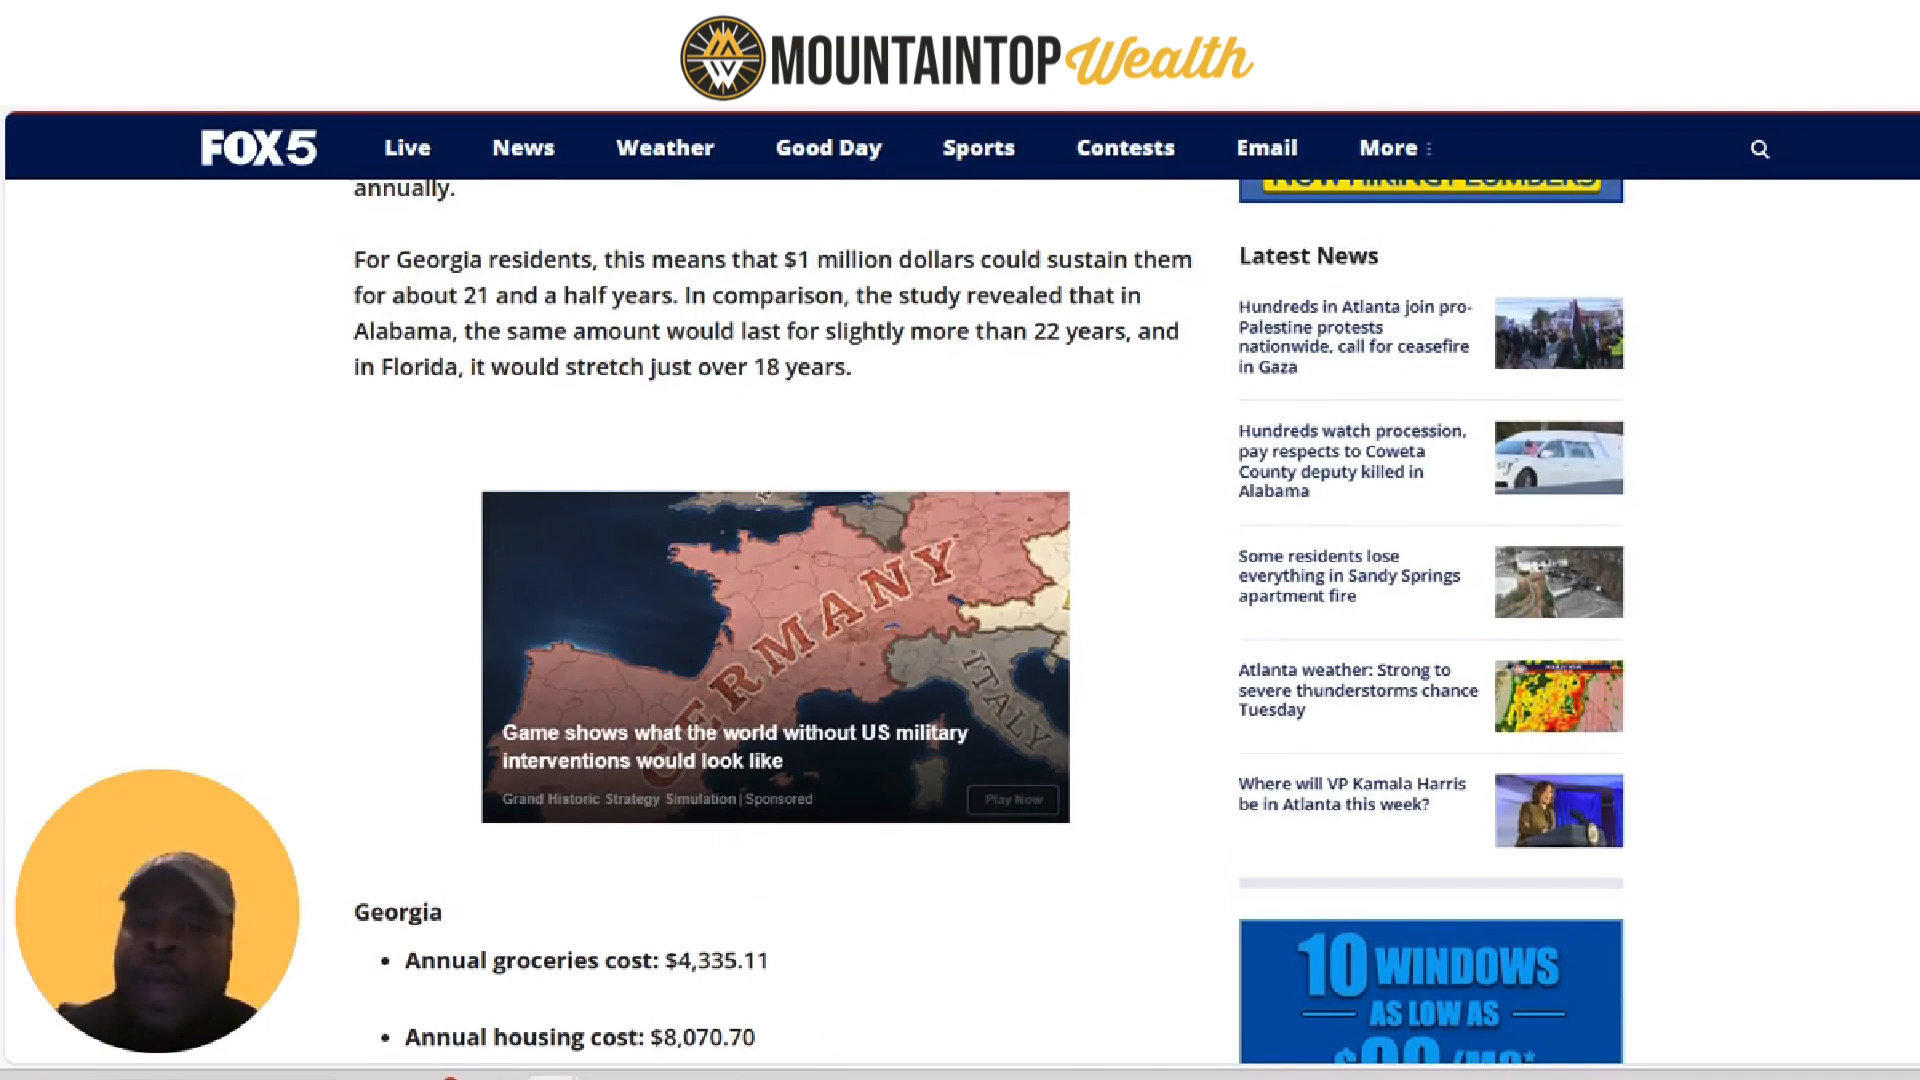 MOUNTAINTOP Wealth
FOX 5
Live
News
Weather
Good Day
Sports
Contests
Email
More
annually.
For Georgia residents, this means that $1 million dollars could sustain them
for about 21 and a half years. In comparison, the study revealed that in
Alabama, the same amount would last for slightly more than 22 years, and
in Florida, it would stretch just over 18 years.
GERMANY
ITALY
Game shows what the world without US military
interventions would look like
Grand Historic Strategy Simulation | Sponsored
Play Now
Georgia
• Annual groceries cost: $4,335.11
• Annual housing cost: $8,070.70
NOW HIRING PLUMBERS
Latest News
Hundreds in Atlanta join pro-
Palestine protests
nationwide, call for ceasefire
in Gaza
Hundreds watch procession,
pay respects to Coweta
County deputy killed in
Alabama
Some residents lose
everything in Sandy Springs
apartment fire
Atlanta weather: Strong to
severe thunderstorms chance
Tuesday
Where will VP Kamala Harris
be in Atlanta this week?
10 WINDOWS
AS LOW AS